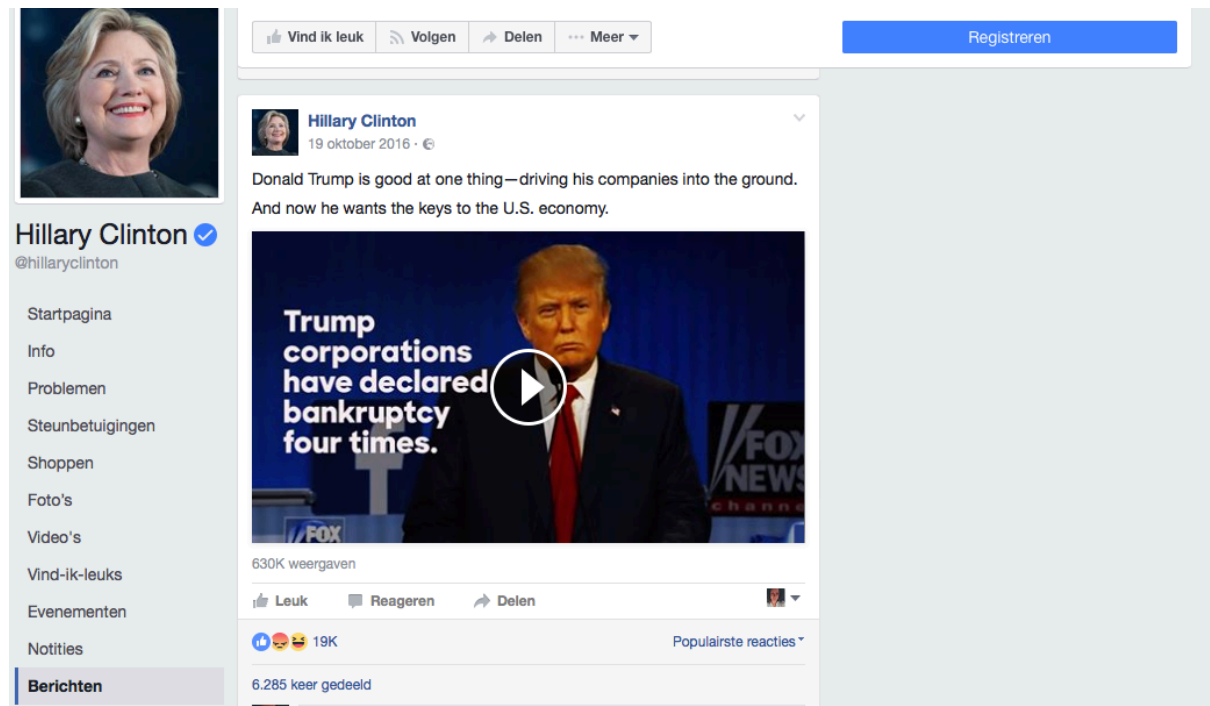 Vind ik leuk
Volgen
Delen
Meer
Registreren
Hillary Clinton
@hillaryclinton
Startpagina
Info
Problemen
Steunbetuigingen
Shoppen
Foto's
Video's
Vind-ik-leuks
Evenementen
Notities
Berichten
Hillary Clinton
19 oktober 2016
Donald Trump is good at one thing—driving his companies into the ground.
And now he wants the keys to the U.S. economy.
Trump
corporations
have declared
bankruptcy
four times.
FOX
NEWS
channe
FOX
630K weergaven
Leuk
Reageren
Delen
19K
Populairste reacties
6.285 keer gedeeld